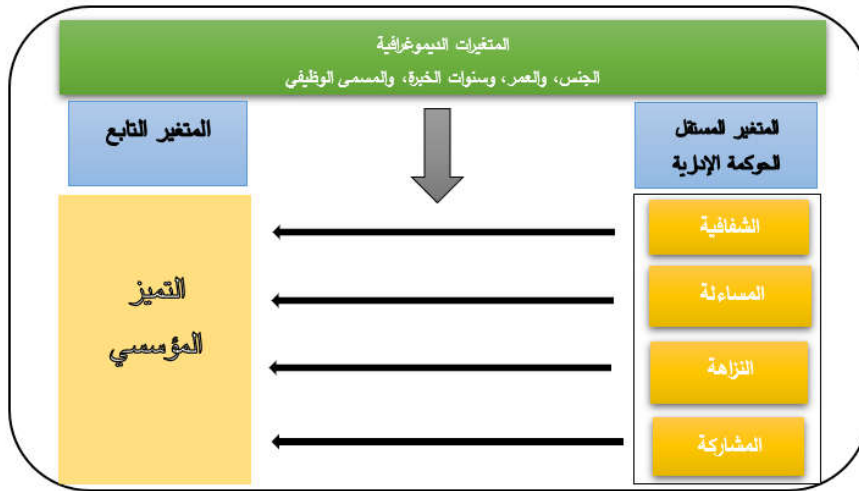 المتغيرات الديموغرافية
الجنس، والعمر، وسنوات الخبرة، والمسمى الوظيفي
المتغير المستقل
الحوكمة الإدارية
المتغير التابع
الشفافية
المساءلة
النزاهة
المشاركة
التميز
المؤسسي